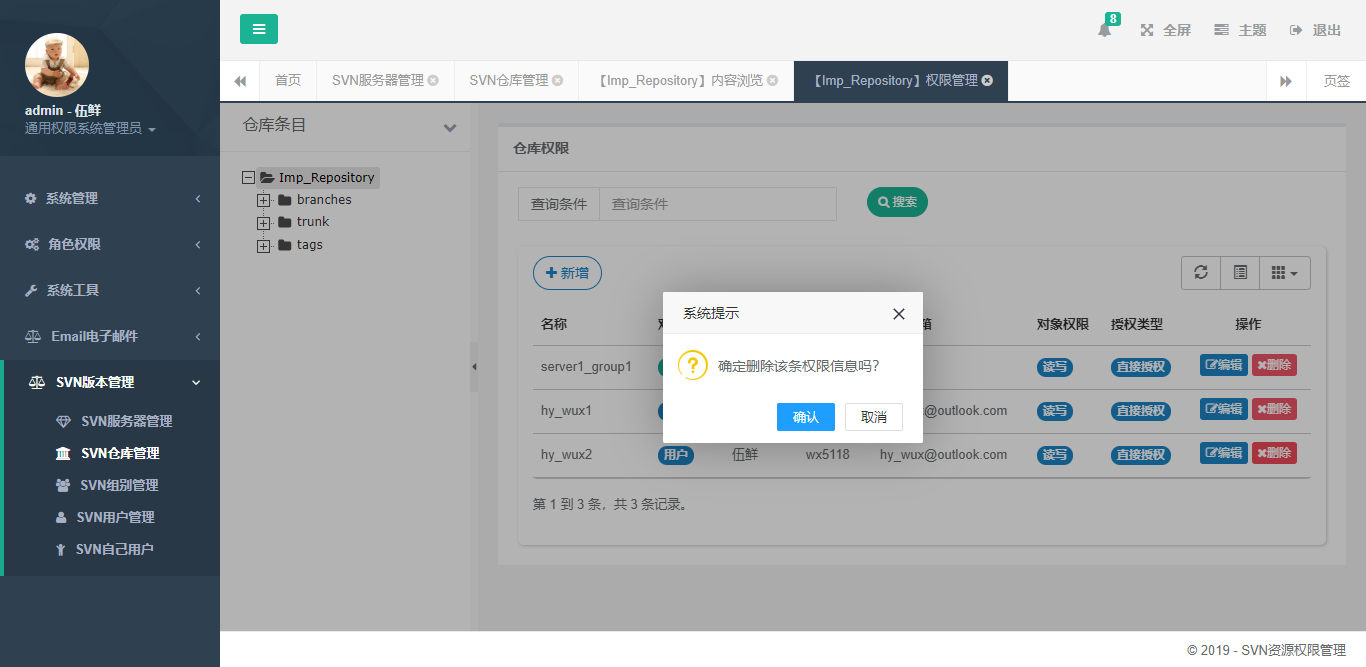 8
全屏
主题
退出
admin - 伍鲜
通用权限系统管理员
首页
SVN服务器管理
SVN仓库管理
【Imp_Repository】内容浏览
【Imp_Repository】权限管理
页签
系统管理
角色权限
系统工具
Email电子邮件
SVN版本管理
SVN服务器管理
SVN仓库管理
SVN组别管理
SVN用户管理
SVN自己用户
仓库条目
Imp_Repository
branches
trunk
tags
仓库权限
查询条件
查询条件
搜索
新增
名称
箱
对象权限
授权类型
操作
server1_group1
读写
直接授权
编辑
删除
hy_wux1
@outlook.com
读写
直接授权
编辑
删除
hy_wux2
用户
伍鲜
wx5118
hy_wux@outlook.com
读写
直接授权
编辑
删除
第 1 到 3 条，共 3 条记录。
系统提示
确定删除该条权限信息吗？
确认
取消
© 2019 - SVN资源权限管理